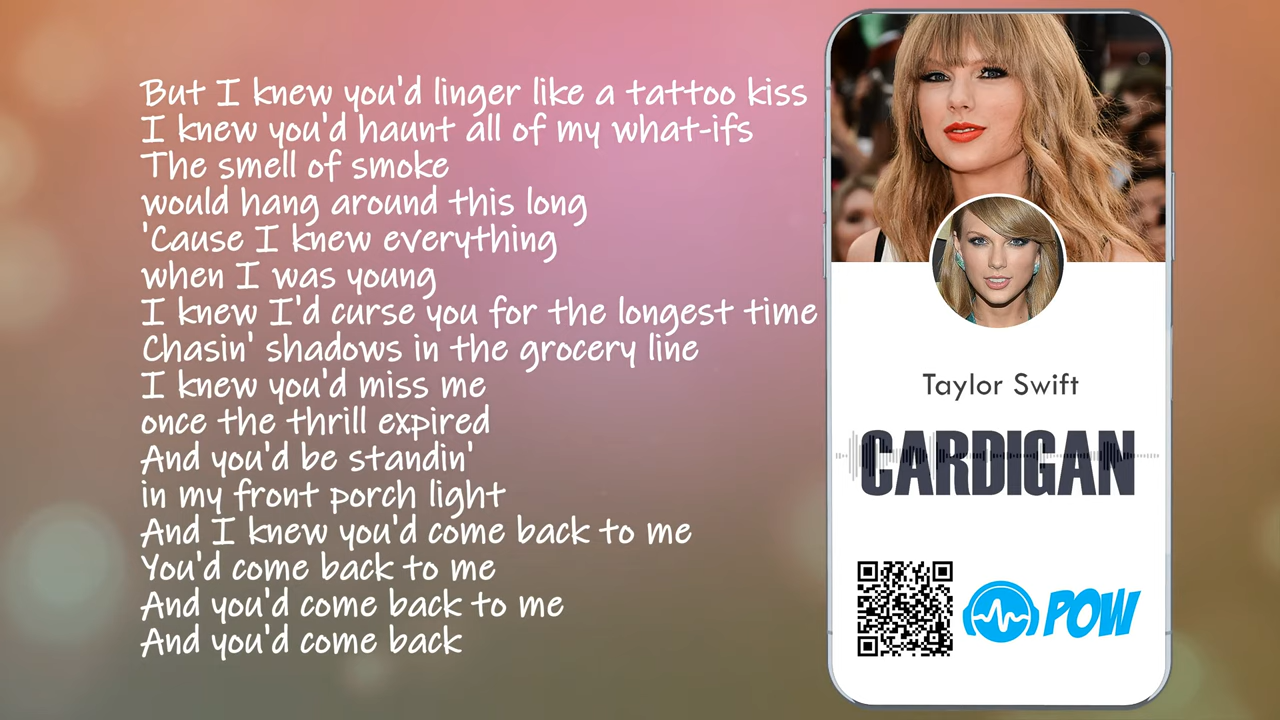 But I knew you'd linger like a tattoo kiss
I knew you'd haunt all of my what-ifs
The smell of smoke
would hang around this long
'Cause I knew everything
when I was young
I knew I'd curse you for the longest time
Chasin' shadows in the grocery line
I knew you'd miss me
once the thrill expired
And you'd be standin'
in my front porch light
And I knew you'd come back to me
You'd come back to me
And you'd come back to me
And you'd come back
Taylor Swift
CARDIGAN
POW